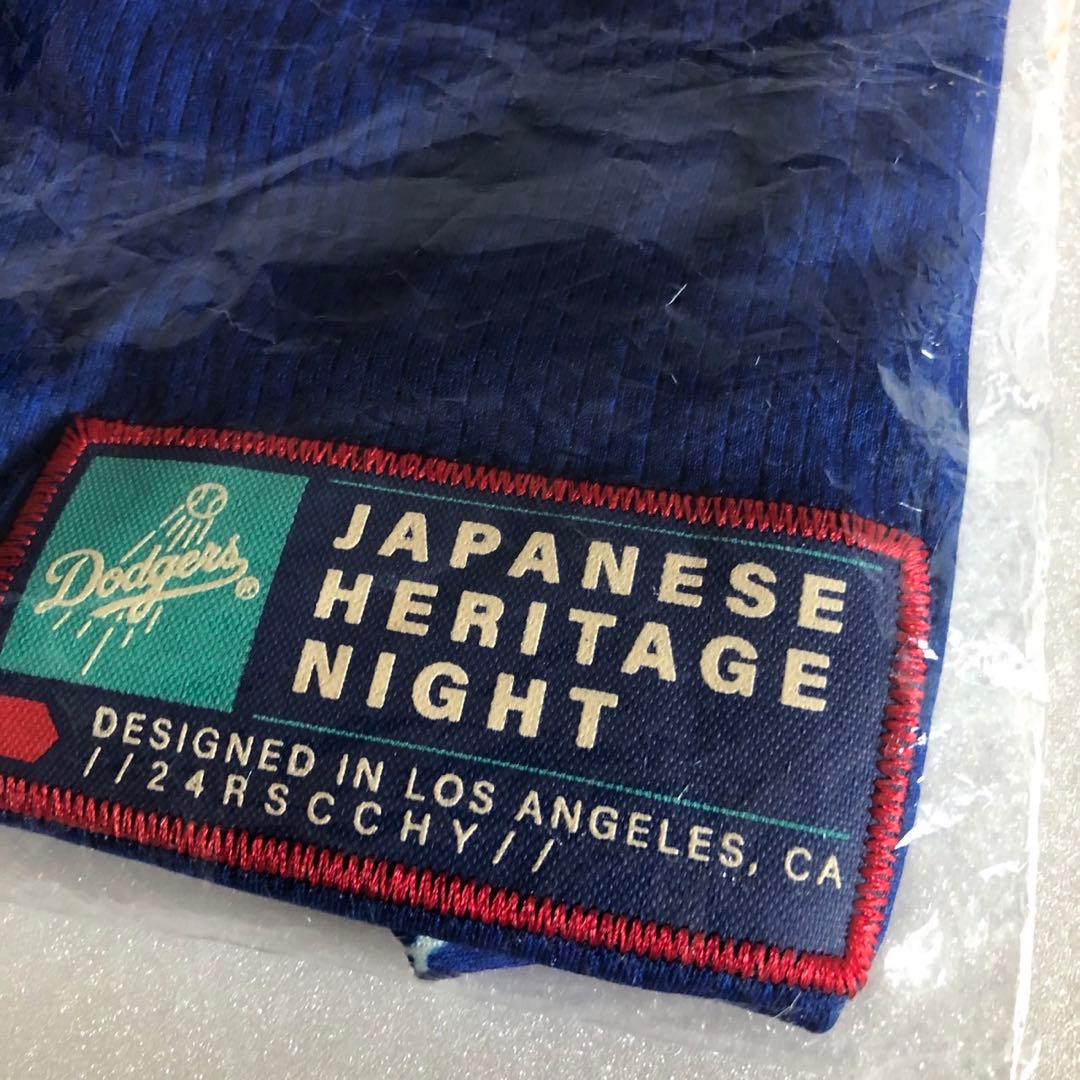 Dodgers®
JAPANESE
HERITAGE
NIGHT
DESIGNED IN LOS ANGELES, CA
//24RSCCHY//